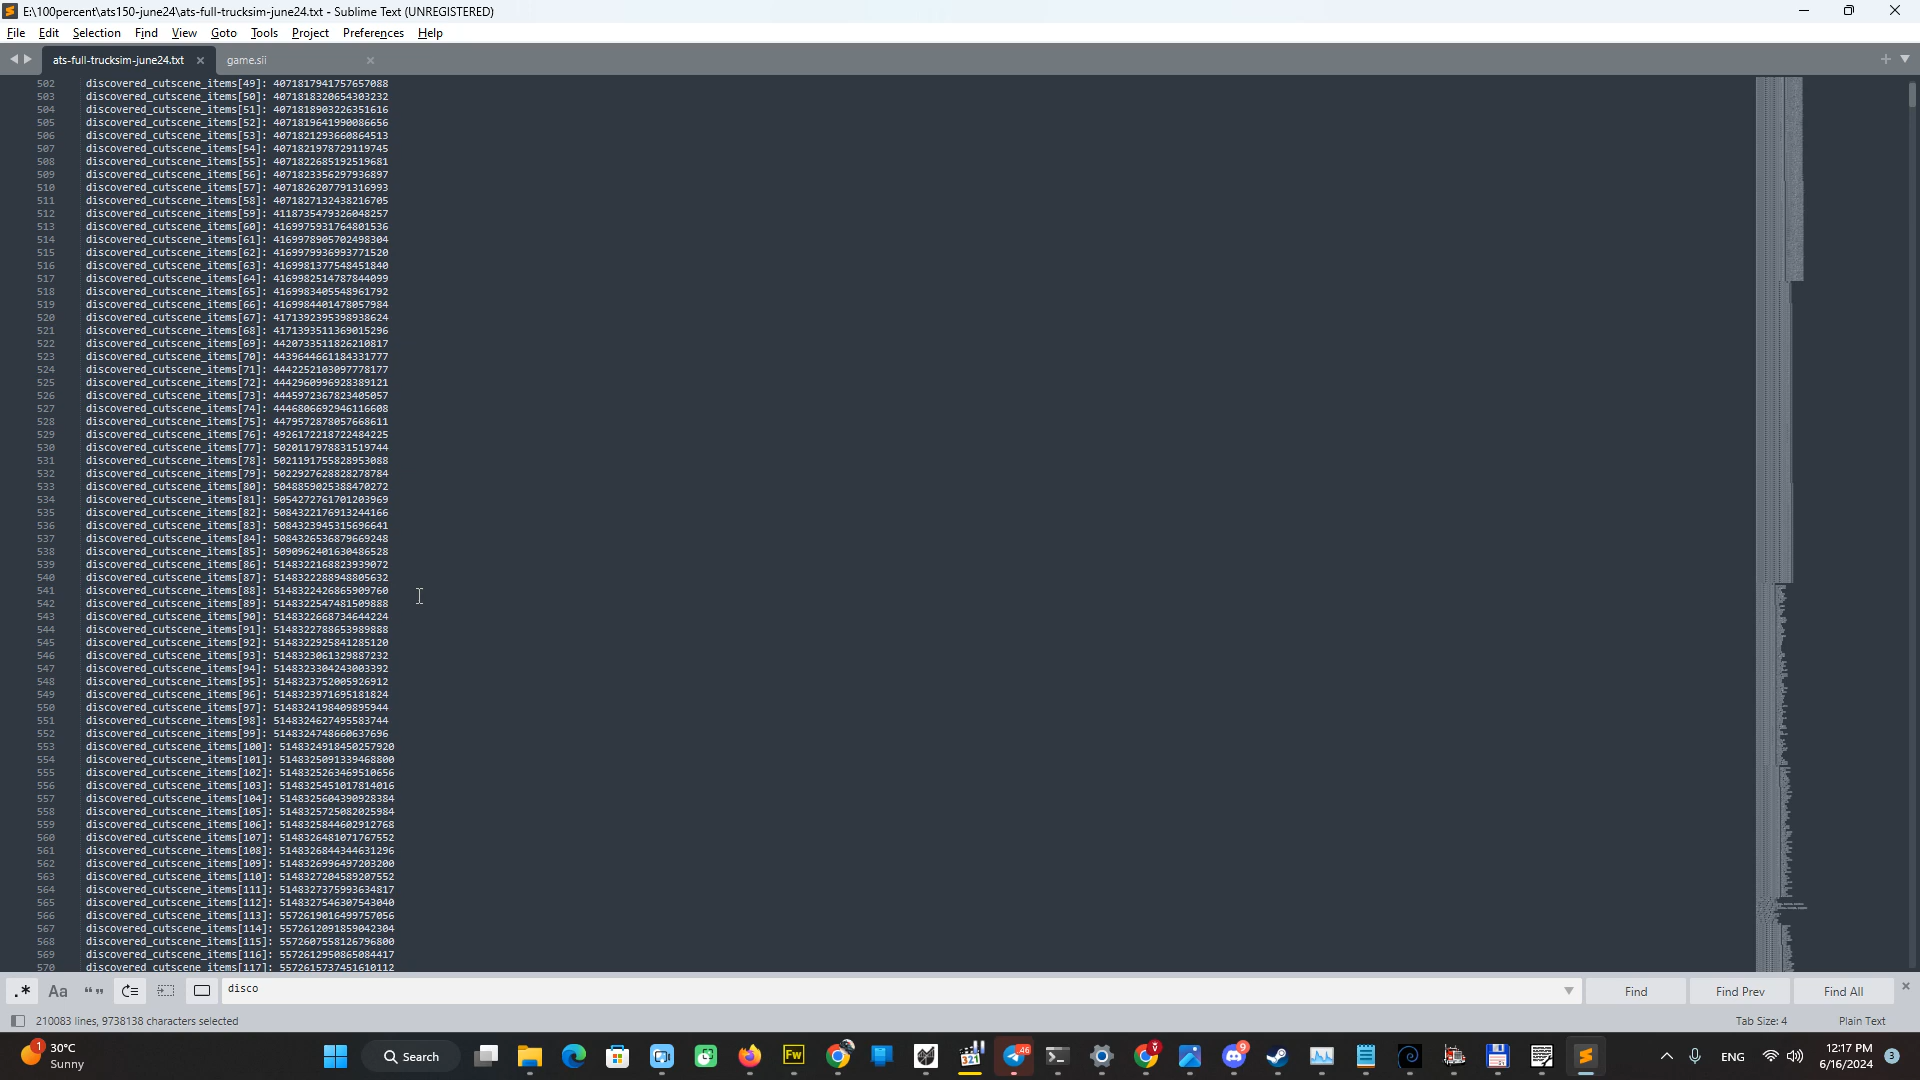 E:\100percent\ats150-june24\ats-full-trucksim-june24.txt - Sublime Text (UNREGISTERED)
File Edit Selection Find View Goto Tools Project Preferences Help
ats-full-trucksim-june24.txt game.sii
502 discovered_cutscene_items[49]: 4071817941757657088
503 discovered_cutscene_items[50]: 4071818320654303232
504 discovered_cutscene_items[51]: 4071818903226351616
505 discovered_cutscene_items[52]: 4071819641990086656
506 discovered_cutscene_items[53]: 4071821293660864513
507 discovered_cutscene_items[54]: 4071821978729119745
508 discovered_cutscene_items[55]: 4071822685192519681
509 discovered_cutscene_items[56]: 4071823356297936897
510 discovered_cutscene_items[57]: 4071826207791316993
511 discovered_cutscene_items[58]: 4071827132438216705
512 discovered_cutscene_items[59]: 4118735479326048257
513 discovered_cutscene_items[60]: 4169975931764801536
514 discovered_cutscene_items[61]: 4169978905702498304
515 discovered_cutscene_items[62]: 4169979936993771520
516 discovered_cutscene_items[63]: 4169981377548451840
517 discovered_cutscene_items[64]: 4169982514787844099
518 discovered_cutscene_items[65]: 4169983405548961792
519 discovered_cutscene_items[66]: 4169984401478057984
520 discovered_cutscene_items[67]: 4171392395398938624
521 discovered_cutscene_items[68]: 4171393511369015296
522 discovered_cutscene_items[69]: 4420733511826210817
523 discovered_cutscene_items[70]: 4439644661184331777
524 discovered_cutscene_items[71]: 4442252103097778177
525 discovered_cutscene_items[72]: 4442960996928389121
526 discovered_cutscene_items[73]: 4445972367823405057
527 discovered_cutscene_items[74]: 4446806692946116608
528 discovered_cutscene_items[75]: 4479572878057668611
529 discovered_cutscene_items[76]: 4926172218722484225
530 discovered_cutscene_items[77]: 5020117978831519744
531 discovered_cutscene_items[78]: 5021191755828953088
532 discovered_cutscene_items[79]: 5022927628828278784
533 discovered_cutscene_items[80]: 5048859025388470272
534 discovered_cutscene_items[81]: 5054272761701203969
535 discovered_cutscene_items[82]: 5084322176913244166
536 discovered_cutscene_items[83]: 5084323945315696641
537 discovered_cutscene_items[84]: 5084326536879669248
538 discovered_cutscene_items[85]: 5090962401630486528
539 discovered_cutscene_items[86]: 5148322168823939072
540 discovered_cutscene_items[87]: 5148322288948805632
541 discovered_cutscene_items[88]: 5148322426865909760
542 discovered_cutscene_items[89]: 5148322547481509888
543 discovered_cutscene_items[90]: 5148322668734644224
544 discovered_cutscene_items[91]: 5148322788653989888
545 discovered_cutscene_items[92]: 5148322925841285120
546 discovered_cutscene_items[93]: 5148323061329887232
547 discovered_cutscene_items[94]: 5148323304243003392
548 discovered_cutscene_items[95]: 5148323752005926912
549 discovered_cutscene_items[96]: 5148323971695181824
550 discovered_cutscene_items[97]: 5148324198409895944
551 discovered_cutscene_items[98]: 5148324627495583744
552 discovered_cutscene_items[99]: 5148324748660637696
553 discovered_cutscene_items[100]: 5148324918450257920
554 discovered_cutscene_items[101]: 5148325091339468800
555 discovered_cutscene_items[102]: 5148325263469510656
556 discovered_cutscene_items[103]: 5148325451017814016
557 discovered_cutscene_items[104]: 5148325604390928384
558 discovered_cutscene_items[105]: 5148325725082025984
559 discovered_cutscene_items[106]: 5148325844602912768
560 discovered_cutscene_items[107]: 5148326481071767552
561 discovered_cutscene_items[108]: 5148326844344631296
562 discovered_cutscene_items[109]: 5148326996497203200
563 discovered_cutscene_items[110]: 5148327204589207552
564 discovered_cutscene_items[111]: 5148327375993634817
565 discovered_cutscene_items[112]: 5148327546307543040
566 discovered_cutscene_items[113]: 5572619016499757056
567 discovered_cutscene_items[114]: 5572612091859042304
568 discovered_cutscene_items[115]: 5572607558126796800
569 discovered_cutscene_items[116]: 5572612950865084417
570 discovered_cutscene_items[117]: 5572615737451610112
.* Aa “” disco Find Find Prev Find All
210083 lines, 9738138 characters selected Tab Size: 4 Plain Text
1 30°C Sunny Search Fw 321 46 9 ENG 12:17 PM 6/16/2024 3